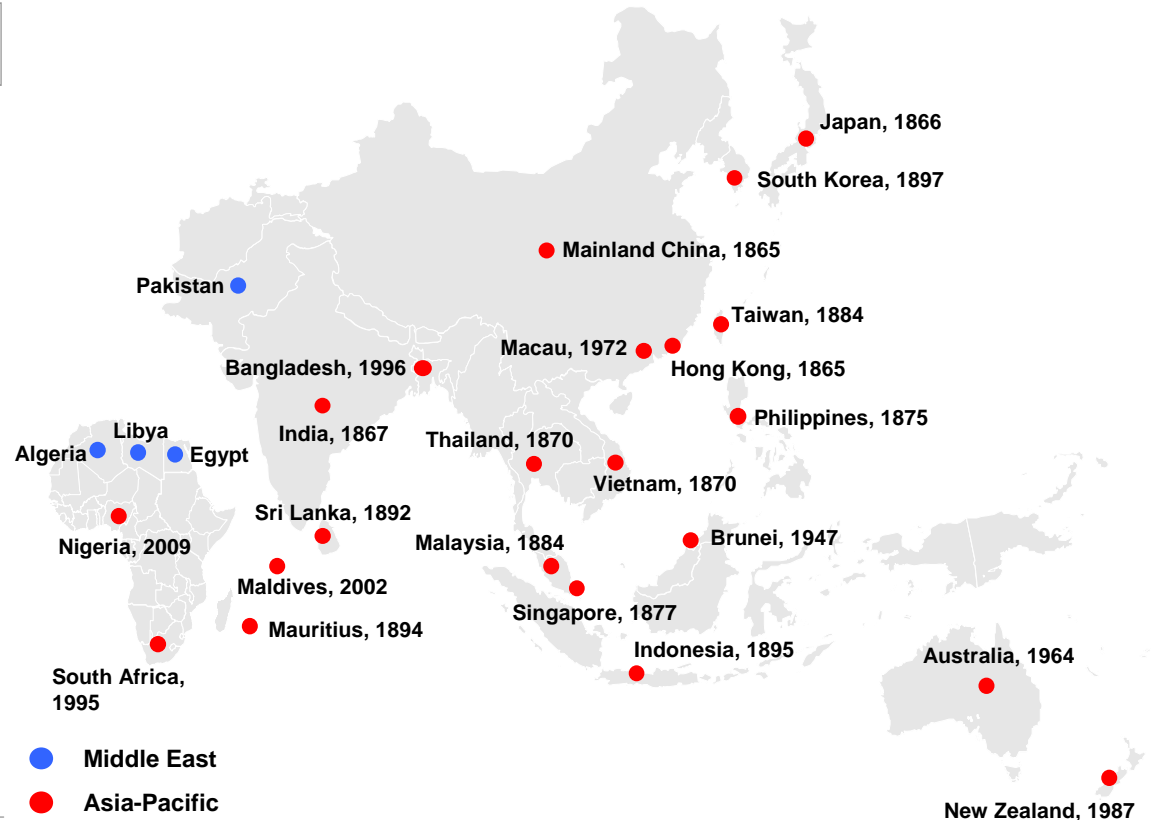 Japan, 1866
South Korea, 1897
Mainland China, 1865
Pakistan
Taiwan, 1884
Macau, 1972
Hong Kong, 1865
Bangladesh, 1996
India, 1867
Philippines, 1875
Libya
Algeria
Egypt
Thailand, 1870
Vietnam, 1870
Sri Lanka, 1892
Nigeria, 2009
Malaysia, 1884
Brunei, 1947
Maldives, 2002
Singapore, 1877
Mauritius, 1894
Indonesia, 1895
Australia, 1964
South Africa,
1995
Middle East
Asia-Pacific
New Zealand, 1987